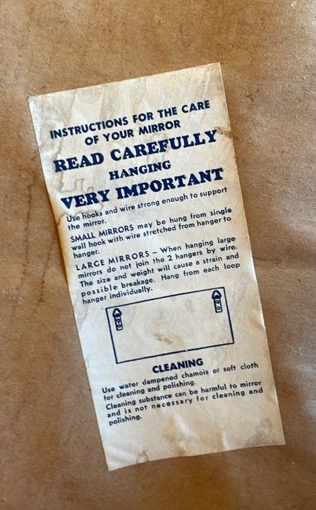 INSTRUCTIONS FOR THE CARE
OF YOUR MIRROR
READ CAREFULLY
HANGING
VERY IMPORTANT
Use hooks and wire strong enough to support
the mirror.
SMALL MIRRORS may be hung from single
wall hook with wire stretched from hanger to
hanger.
LARGE MIRRORS — When hanging large
mirrors do not join the 2 hangers by wire.
The size and weight will cause a strain and
possible breakage. Hang from each loop
hanger individually.
CLEANING
Use water dampened chamois or soft cloth
for cleaning and polishing.
Cleaning substance can be harmful to mirror
and is not necessary for cleaning and
polishing.